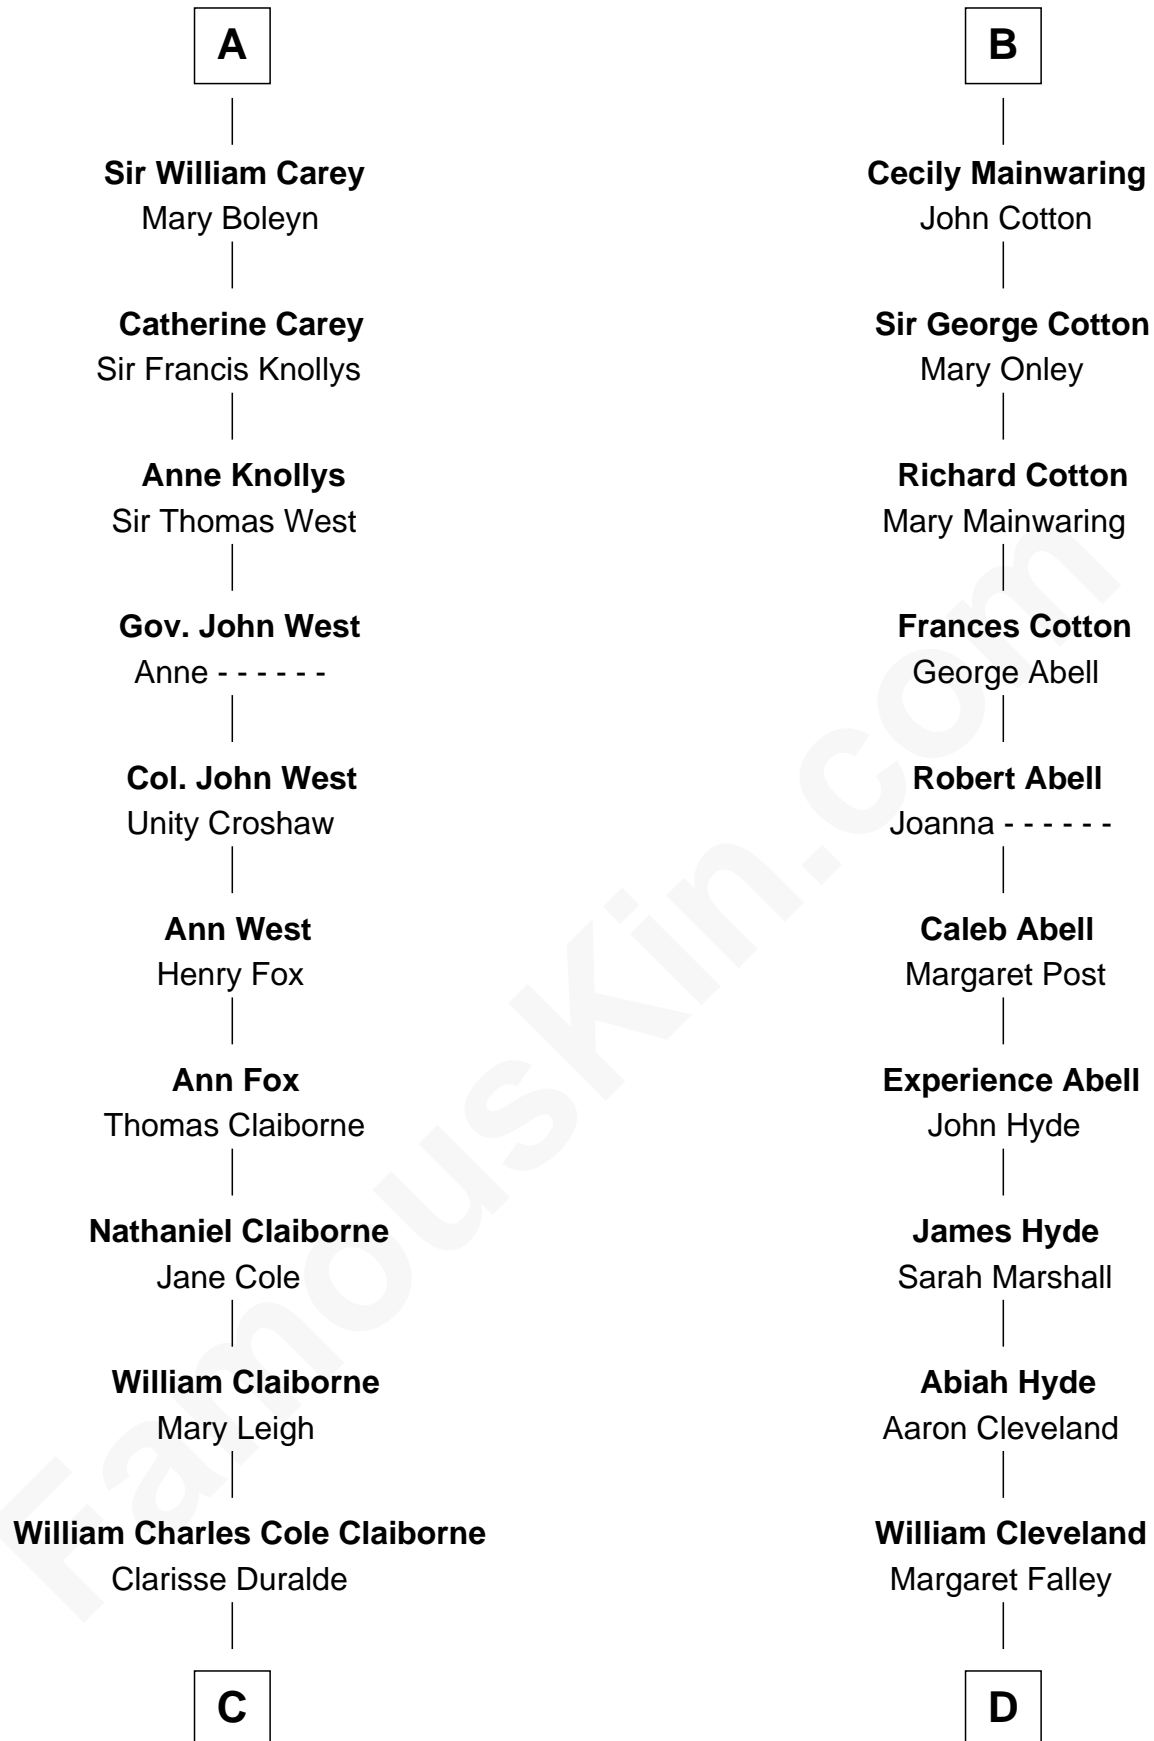 A
Sir William Carey
Mary Boleyn
Catherine Carey
Sir Francis Knollys
Anne Knollys
Sir Thomas West
Gov. John West
Anne - - - - - -
Col. John West
Unity Croshaw
Ann West
Henry Fox
Ann Fox
Thomas Claiborne
Nathaniel Claiborne
Jane Cole
William Claiborne
Mary Leigh
William Charles Cole Claiborne
Clarisse Duralde
C
B
Cecily Mainwaring
John Cotton
Sir George Cotton
Mary Onley
Richard Cotton
Mary Mainwaring
Frances Cotton
George Abell
Robert Abell
Joanna - - - - - -
Caleb Abell
Margaret Post
Experience Abell
John Hyde
James Hyde
Sarah Marshall
Abiah Hyde
Aaron Cleveland
William Cleveland
Margaret Falley
D
FamousKin.com